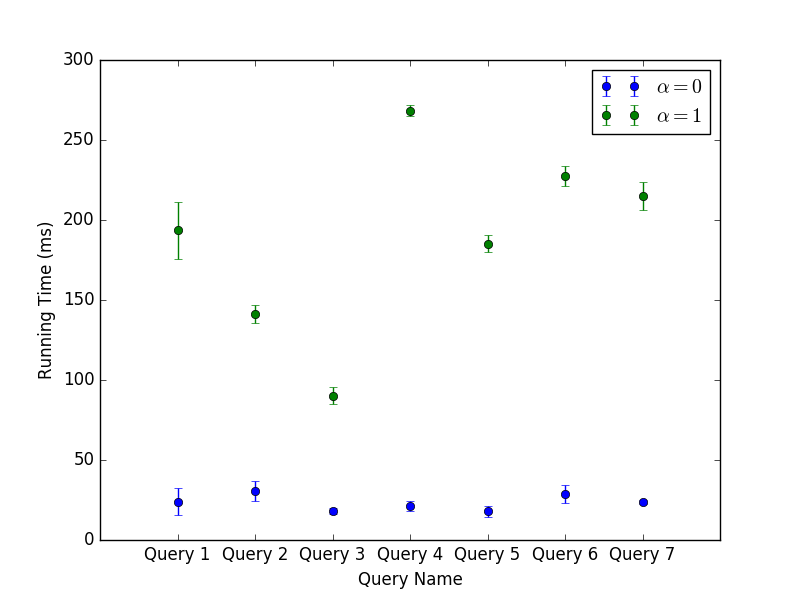 300
250
200
150
100
50
0
Running Time (ms)
α = 0
α = 1
Query 1 Query 2 Query 3 Query 4 Query 5 Query 6 Query 7
Query Name